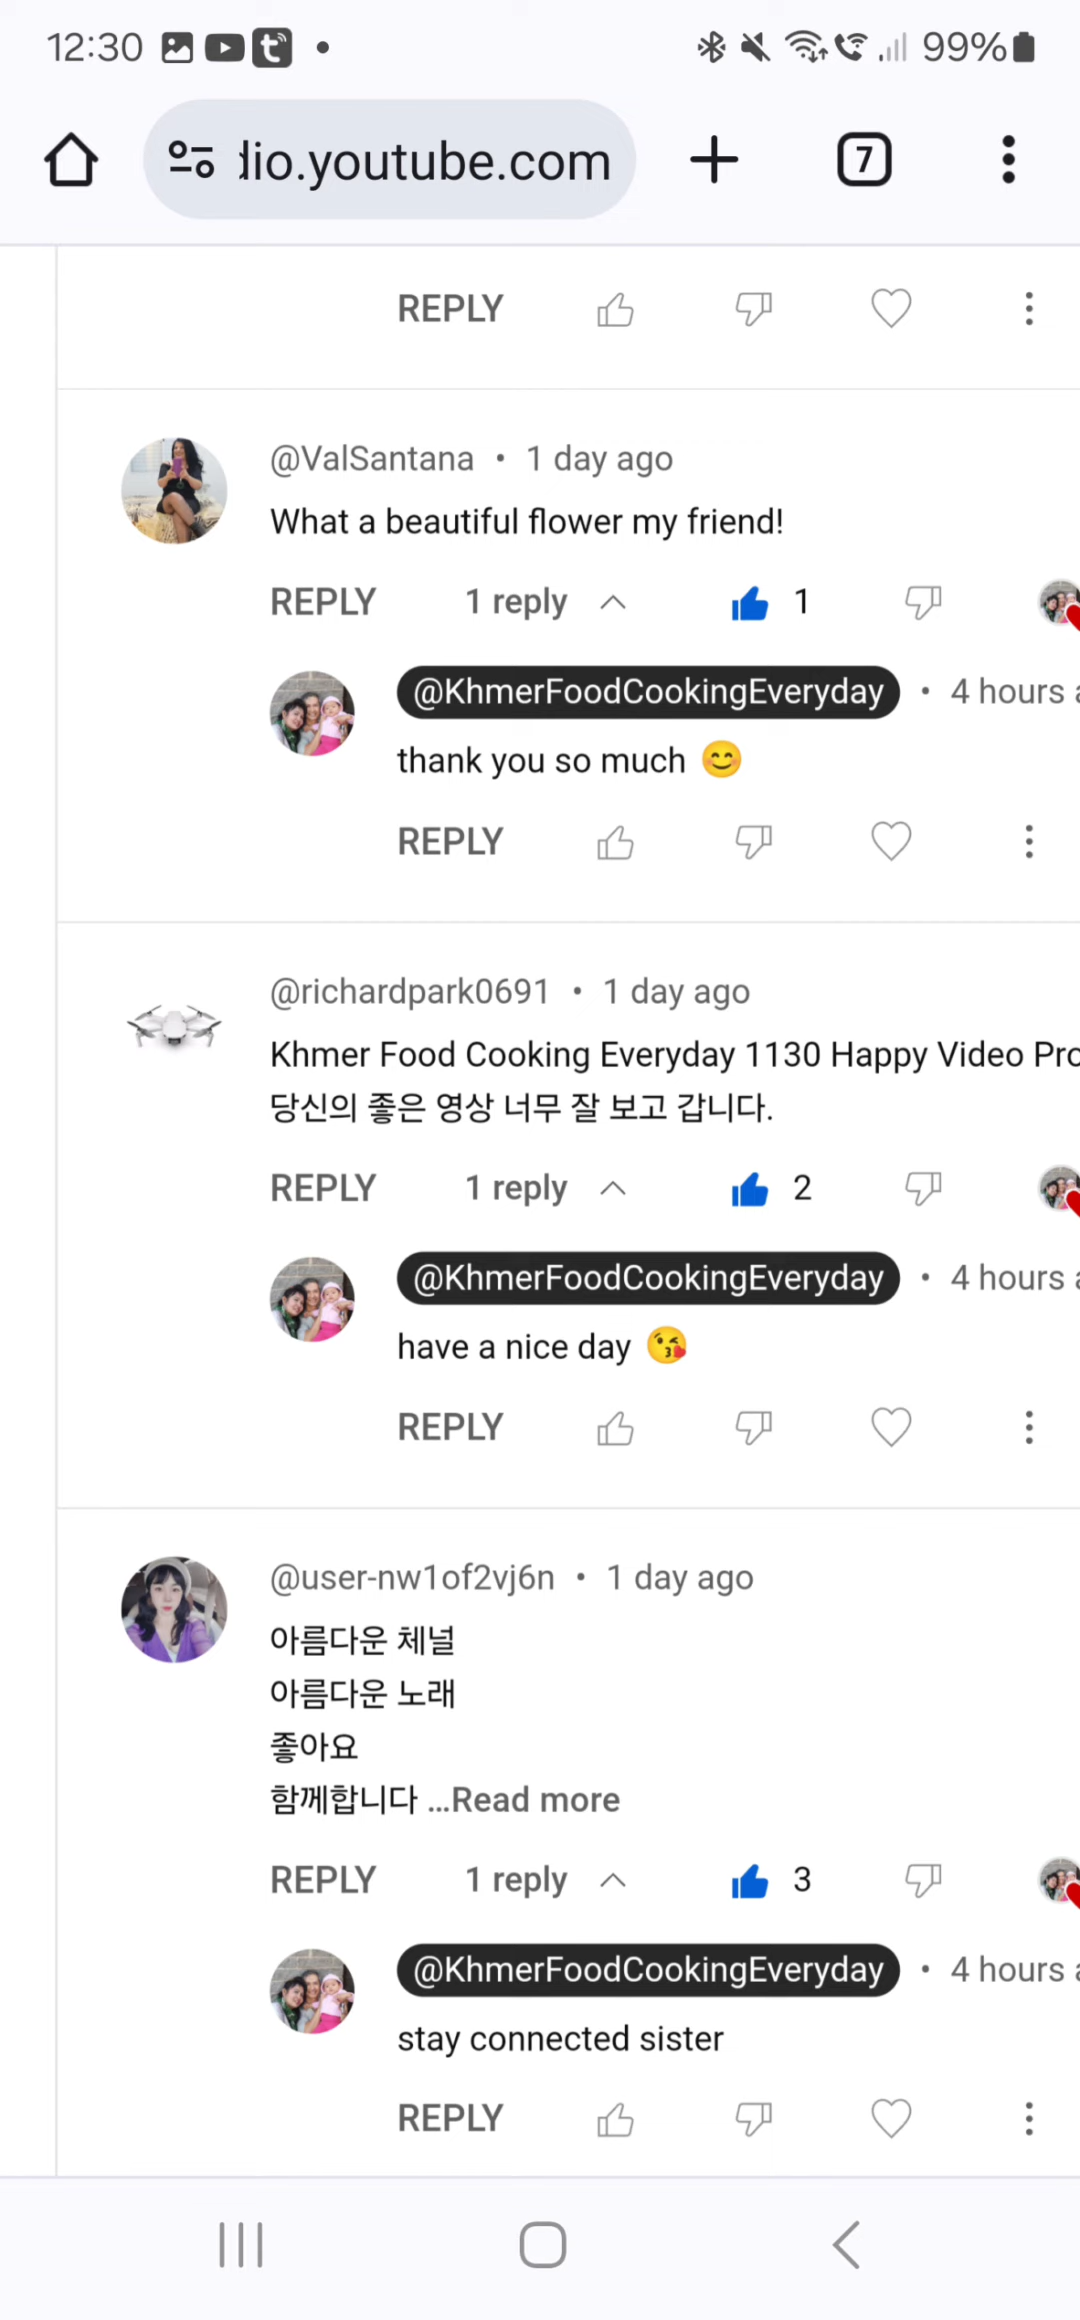 12:30
99%
dio.youtube.com
7
REPLY
@ValSantana • 1 day ago
What a beautiful flower my friend!
REPLY 1 reply 1
@KhmerFoodCookingEveryday • 4 hours
thank you so much 😊
REPLY
@richardpark0691 • 1 day ago
Khmer Food Cooking Everyday 1130 Happy Video Pro
당신의 좋은 영상 너무 잘 보고 갑니다.
REPLY 1 reply 2
@KhmerFoodCookingEveryday • 4 hours
have a nice day 😘
REPLY
@user-nw1of2vj6n • 1 day ago
아름다운 체널
아름다운 노래
좋아요
함께합니다 ...Read more
REPLY 1 reply 3
@KhmerFoodCookingEveryday • 4 hours
stay connected sister
REPLY